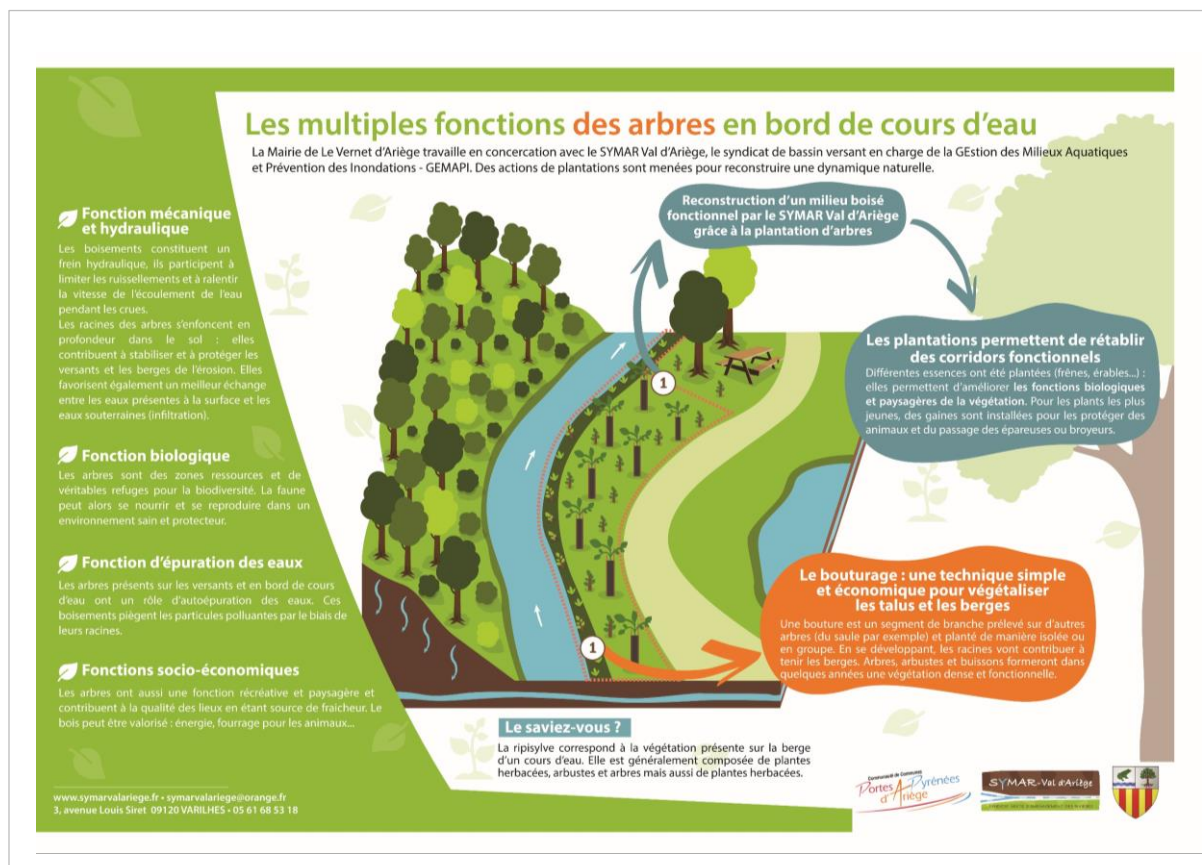 Les multiples fonctions des arbres en bord de cours d'eau
La Mairie de Le Vernet d'Ariège travaille en concercation avec le SYMAR Val d'Ariège, le syndicat de bassin versant en charge de la GEstion des Milieux Aquatiques
et Prévention des Inondations - GEMAPI. Des actions de plantations sont menées pour reconstruire une dynamique naturelle.
Fonction mécanique
et hydraulique
Les boisements constituent un
frein hydraulique, ils participent à
limiter les ruissellements et à ralentir
la vitesse de l'écoulement de l'eau
pendant les crues.
Les racines des arbres s'enfoncent en
profondeur dans le sol : elles
contribuent à stabiliser et à protéger les
versants et les berges de l'érosion. Elles
favorisent également un meilleur échange
entre les eaux présentes à la surface et les
eaux souterraines (infiltration).
Fonction biologique
Les arbres sont des zones ressources et de
véritables refuges pour la biodiversité. La faune
peut alors se nourrir et se reproduire dans un
environnement sain et protecteur.
Fonction d'épuration des eaux
Les arbres présents sur les versants et en bord de cours
d'eau ont un rôle d'autoépuration des eaux. Ces
boisements piègent les particules polluantes par le biais de
leurs racines.
Fonctions socio-économiques
Les arbres ont aussi une fonction récréative et paysagère et
contribuent à la qualité des lieux en étant source de fraicheur. Le
bois peut être valorisé : énergie, fourrage pour les animaux...
www.symarvalariege.fr • symarvalariege@orange.fr
3, avenue Louis Siret 09120 VARILHES • 05 61 68 53 18
Reconstruction d'un milieu boisé
fonctionnel par le SYMAR Val d'Ariège
grâce à la plantation d'arbres
1
Les plantations permettent de rétablir
des corridors fonctionnels
Différentes essences ont été plantées (frênes, érables...) :
elles permettent d'améliorer les fonctions biologiques
et paysagères de la végétation. Pour les plants les plus
jeunes, des gaines sont installées pour les protéger des
animaux et du passage des épareuses ou broyeurs.
1
Le bouturage : une technique simple
et économique pour végétaliser
les talus et les berges
Une bouture est un segment de branche prélevé sur d'autres
arbres (du saule par exemple) et planté de manière isolée ou
en groupe. En se développant, les racines vont contribuer à
tenir les berges. Arbres, arbustes et buissons formeront dans
quelques années une végétation dense et fonctionnelle.
Le saviez-vous ?
La ripisylve correspond à la végétation présente sur la berge
d'un cours d'eau. Elle est généralement composée de plantes
herbacées, arbustes et arbres mais aussi de plantes herbacées.
Communauté de Communes
Portes d'Ariège Pyrénées
SYMAR-Val d'Ariège